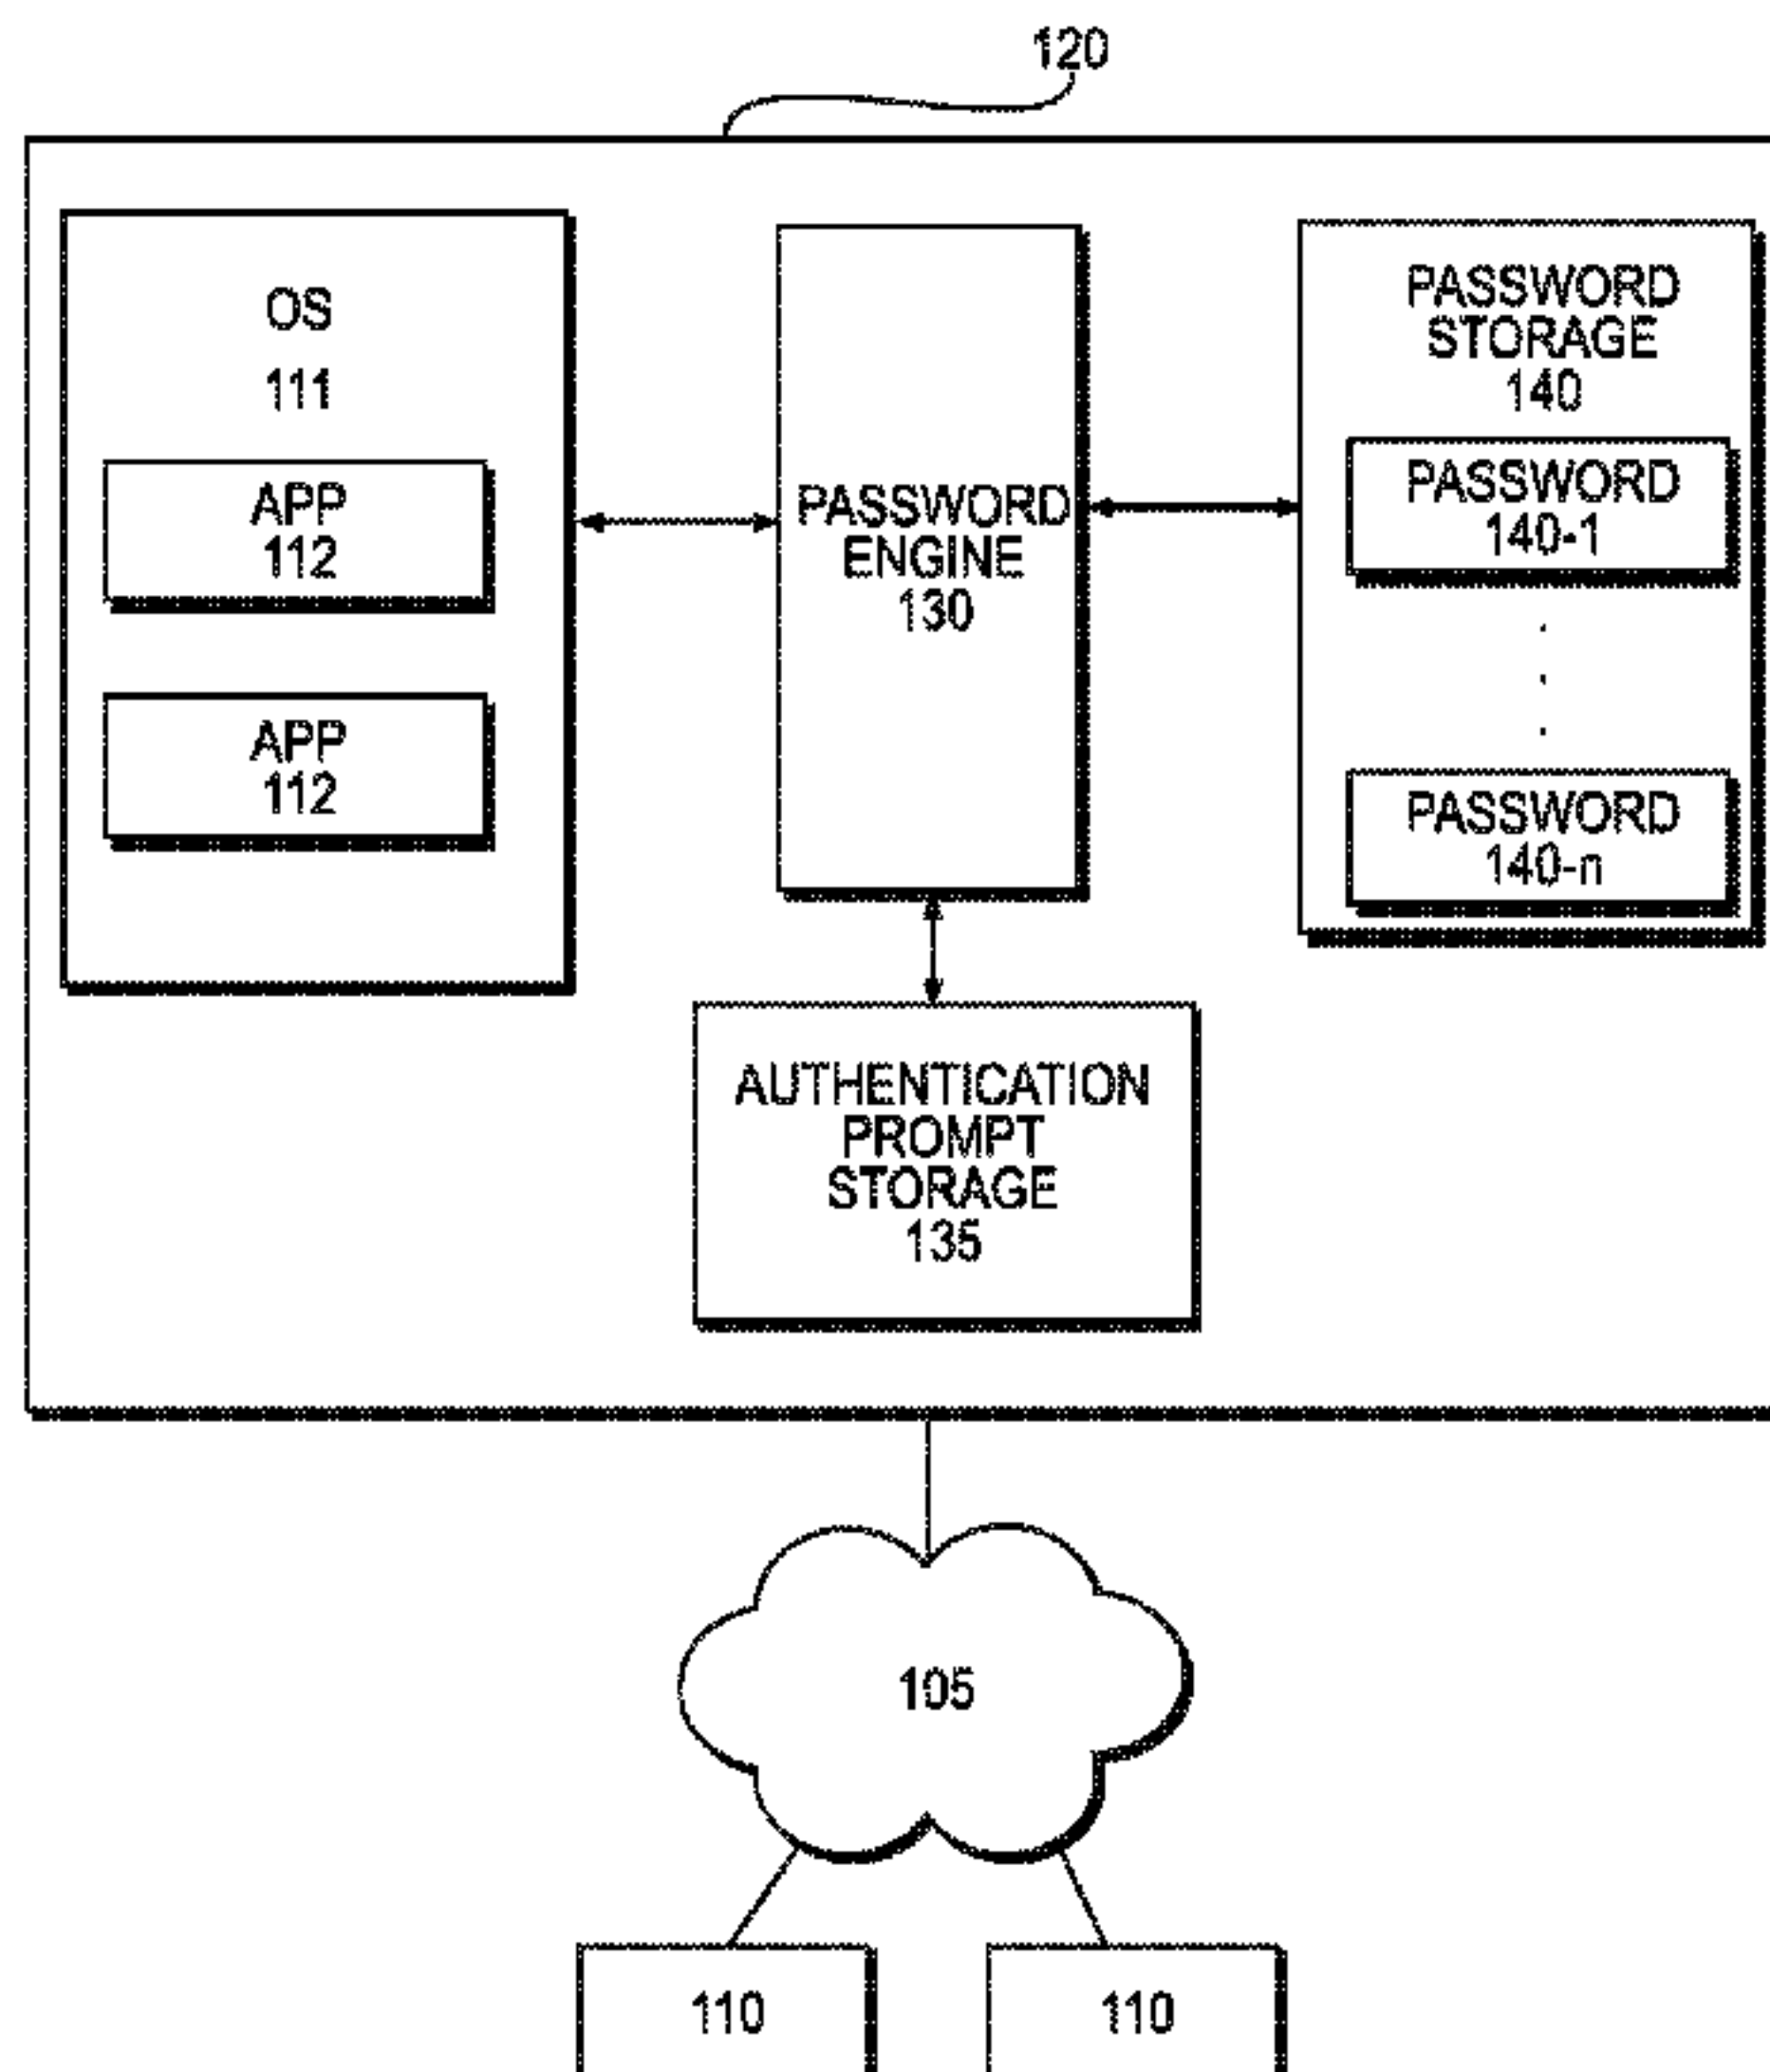 120
OS
111
APP
112
APP
112
PASSWORD
ENGINE
130
PASSWORD
STORAGE
140
PASSWORD
140-1
PASSWORD
140-n
AUTHENTICATION
PROMPT
STORAGE
135
105
110
110